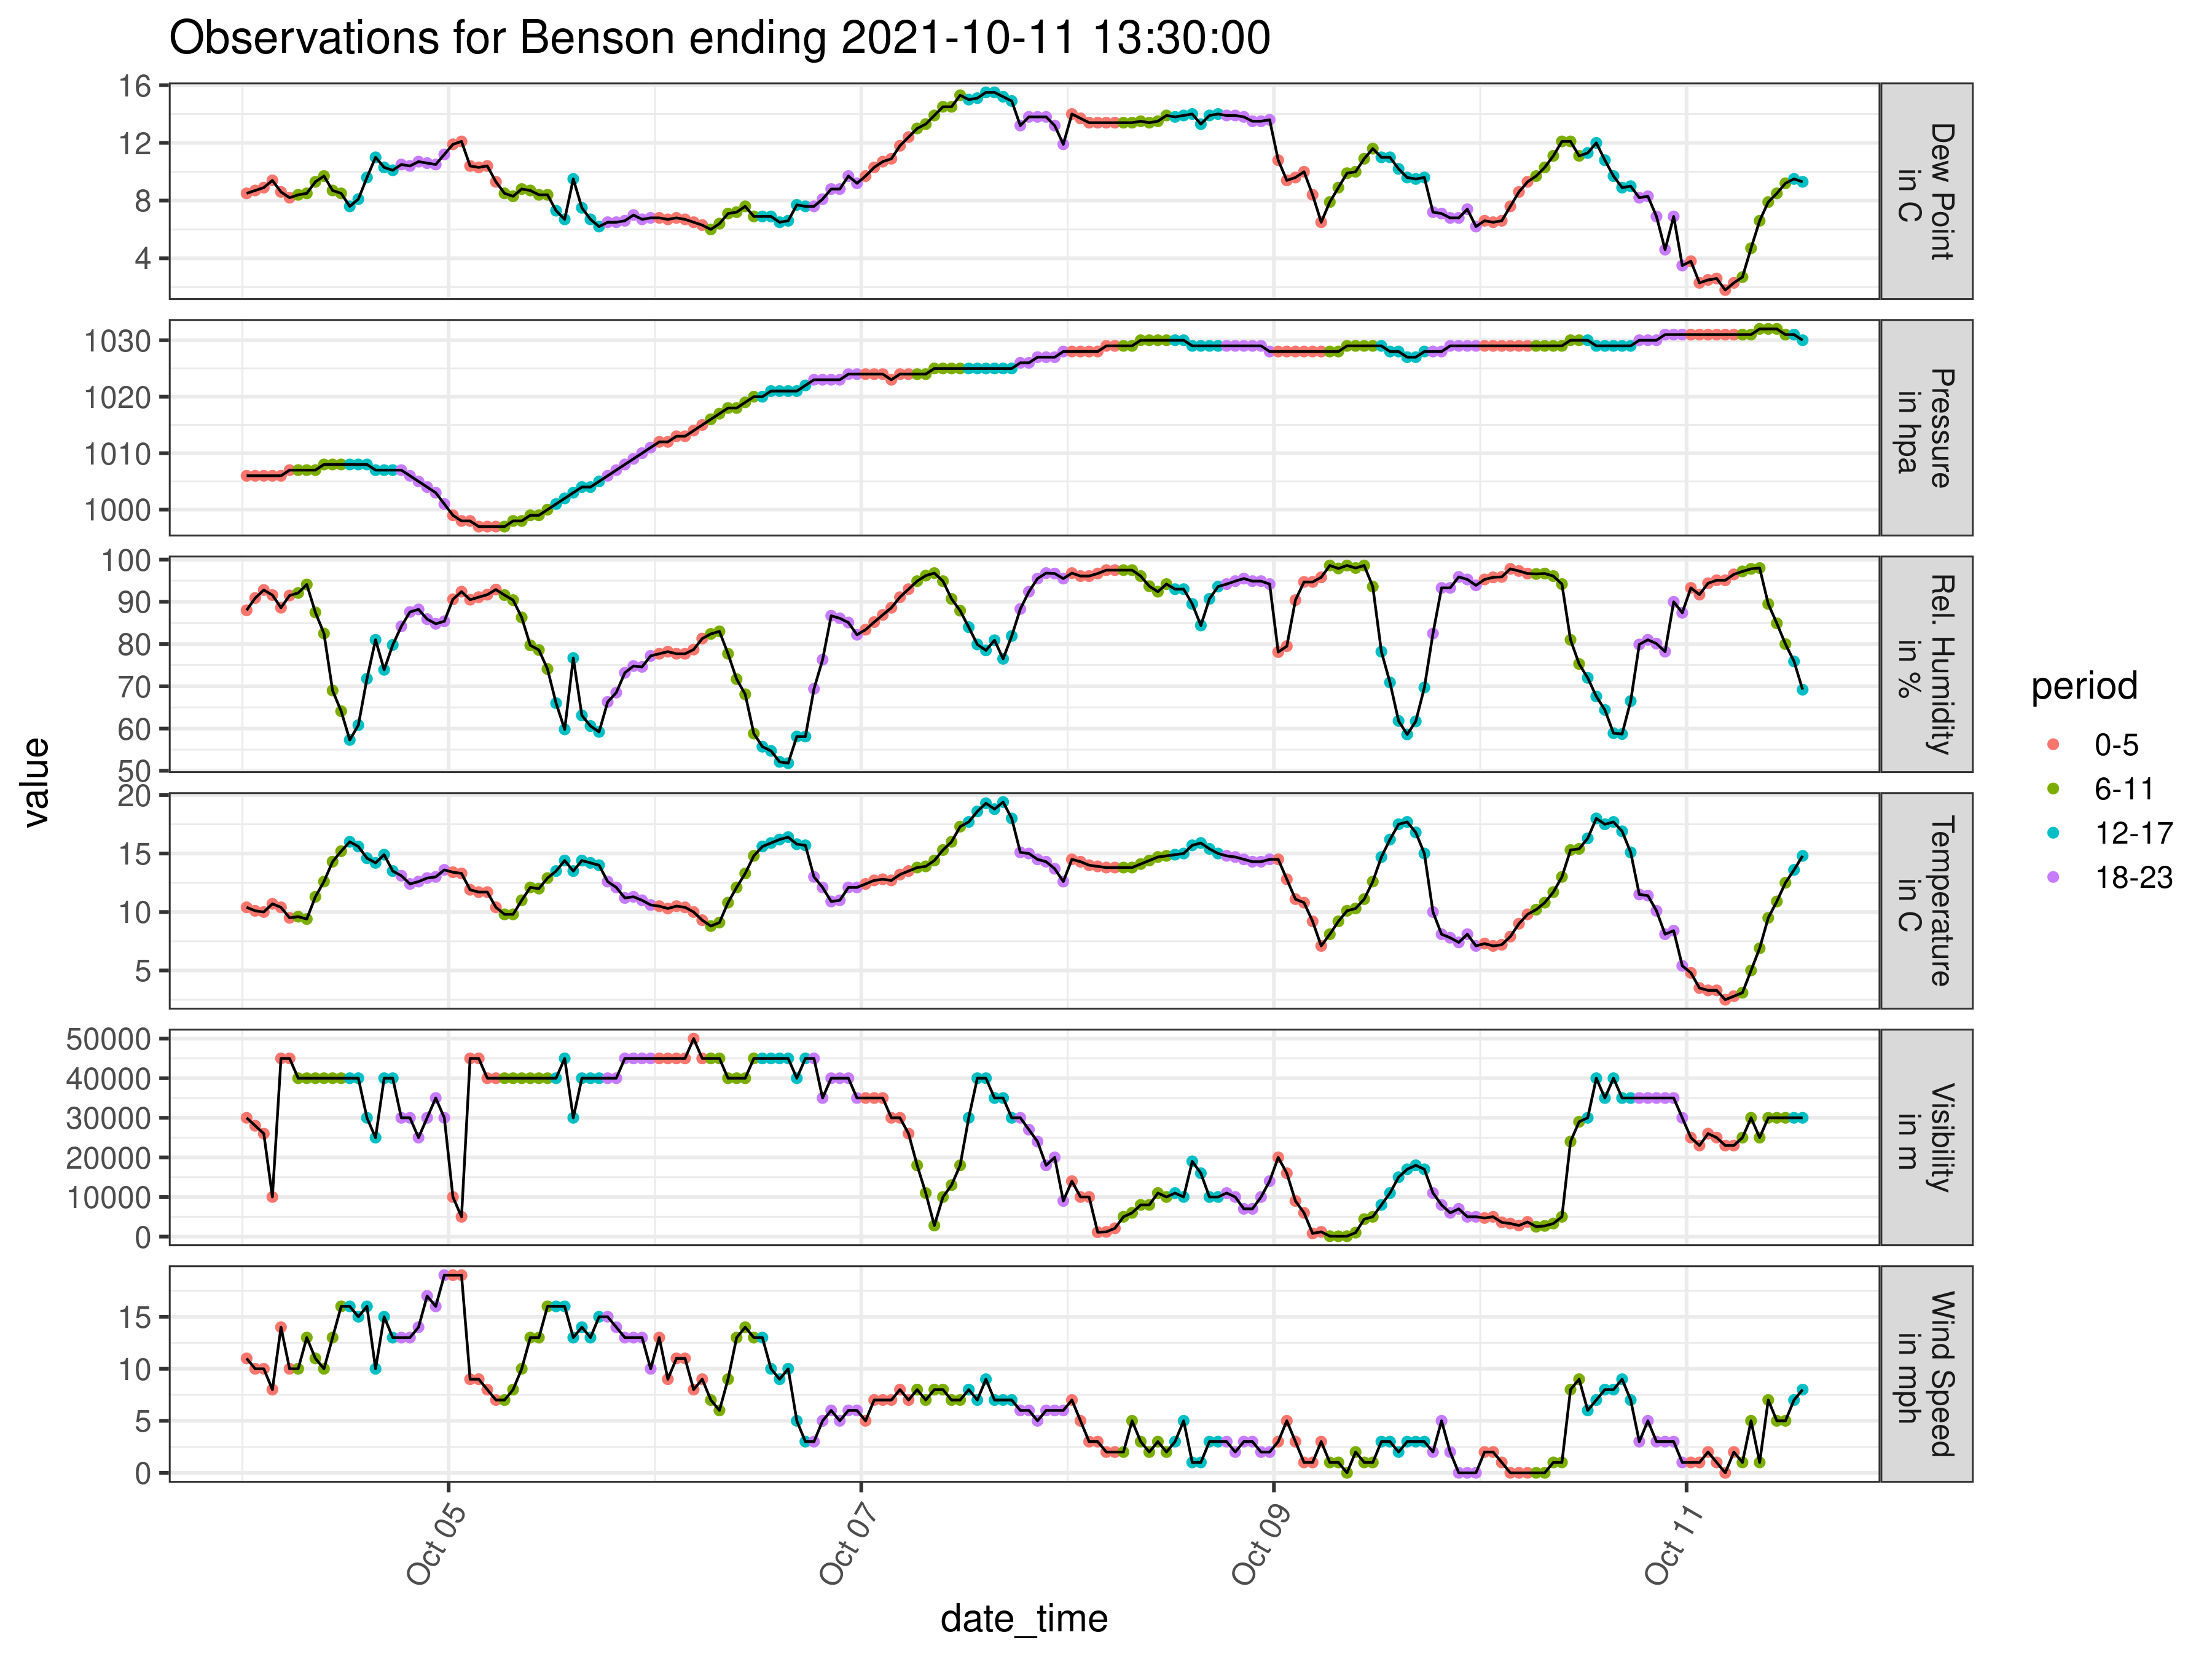 Observations for Benson ending 2021-10-11 13:30:00
value
16
12
8
4
Dew Point
in C
1030
1020
1010
1000
Pressure
in hpa
100
90
80
70
60
50
Rel. Humidity
in %
20
15
10
5
Temperature
in C
50000
40000
30000
20000
10000
0
Visibility
in m
15
10
5
0
Wind Speed
in mph
Oct 05
Oct 07
Oct 09
Oct 11
date_time
period
0-5
6-11
12-17
18-23